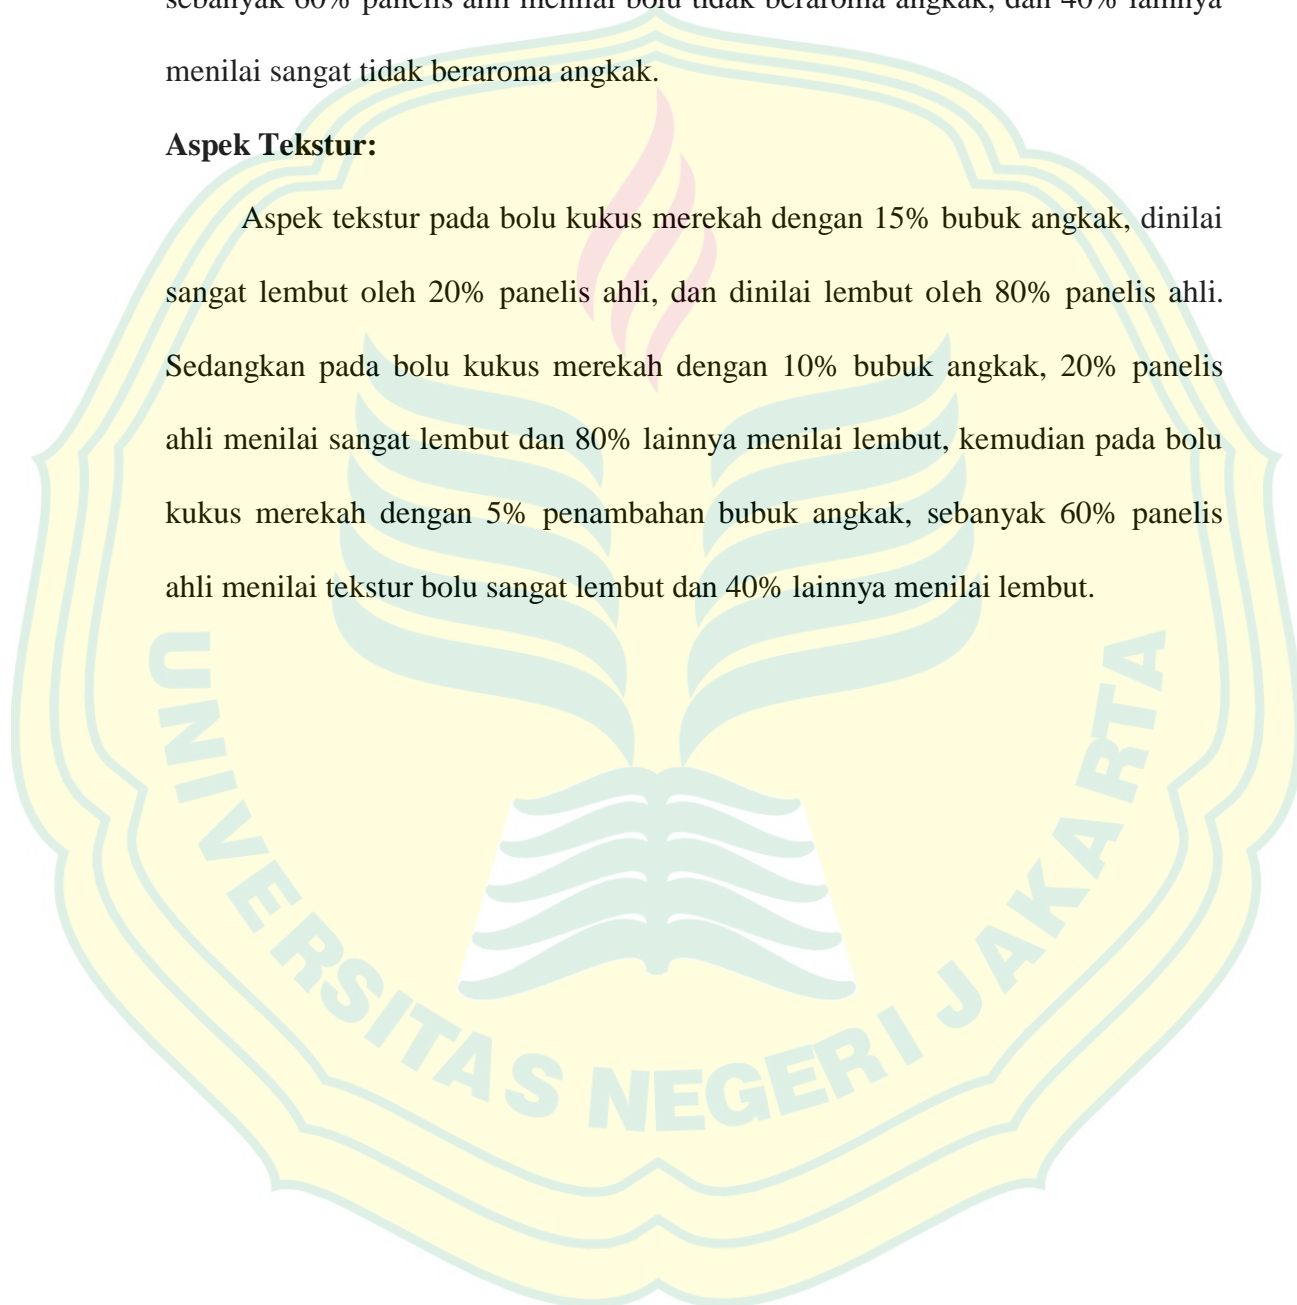 sebanyak 60% panelis ahli menilai bolu tidak beraroma angkak, dan 40% lainnya
menilai sangat tidak beraroma angkak.
Aspek Tekstur:
Aspek tekstur pada bolu kukus merekah dengan 15% bubuk angkak, dinilai
sangat lembut oleh 20% panelis ahli, dan dinilai lembut oleh 80% panelis ahli.
Sedangkan pada bolu kukus merekah dengan 10% bubuk angkak, 20% panelis
ahli menilai sangat lembut dan 80% lainnya menilai lembut, kemudian pada bolu
kukus merekah dengan 5% penambahan bubuk angkak, sebanyak 60% panelis
ahli menilai tekstur bolu sangat lembut dan 40% lainnya menilai lembut.
UNIVERSITAS NEGERI JAKARTA